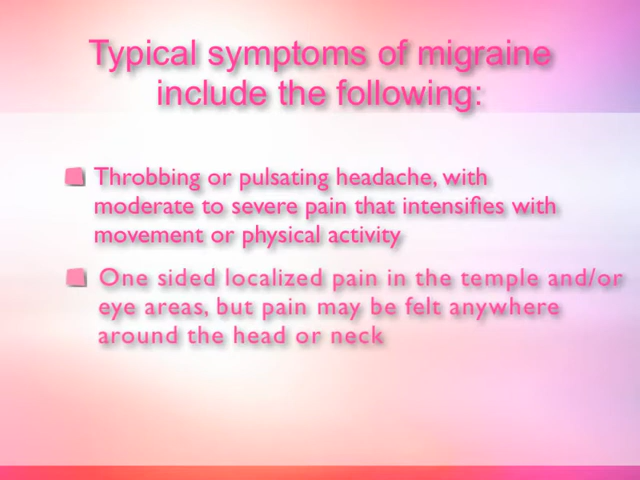 Typical symptoms of migraine
include the following:
Throbbing or pulsating headache, with
moderate to severe pain that intensifies with
movement or physical activity
One sided localized pain in the temple and/or
eye areas, but pain may be felt anywhere
around the head or neck